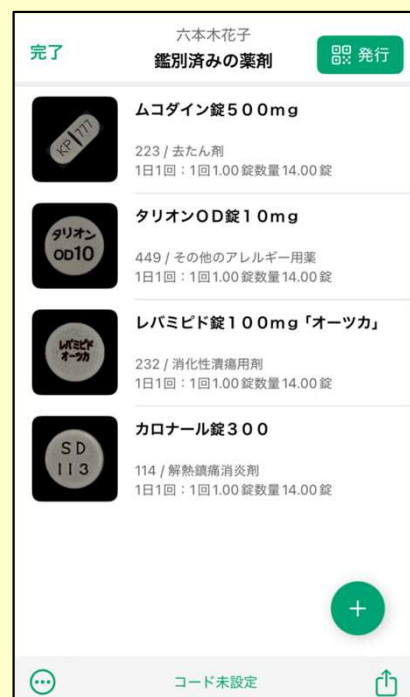 六本木花子
完了
鑑別済みの薬剤
発行
ムコダイン錠５００ｍｇ
KP 777
223 / 去たん剤
1日1回：1回1.00錠数量14.00錠
タリオンＯＤ錠１０ｍｇ
タリオン
OD10
449 / その他のアレルギー用薬
1日1回：1回1.00錠数量14.00錠
レバミピド錠１００ｍｇ「オーツカ」
レバミピド
オーツカ
232 / 消化性潰瘍用剤
1日1回：1回1.00錠数量14.00錠
カロナール錠３００
SD
113
114 / 解熱鎮痛消炎剤
1日1回：1回1.00錠数量14.00錠
コード未設定